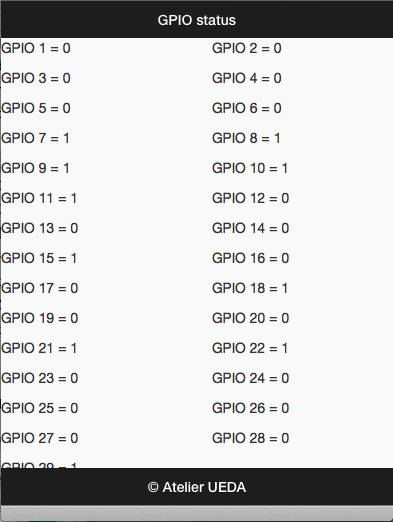 GPIO status
GPIO 1 = 0 GPIO 2 = 0
GPIO 3 = 0 GPIO 4 = 0
GPIO 5 = 0 GPIO 6 = 0
GPIO 7 = 1 GPIO 8 = 1
GPIO 9 = 1 GPIO 10 = 1
GPIO 11 = 1 GPIO 12 = 0
GPIO 13 = 0 GPIO 14 = 0
GPIO 15 = 1 GPIO 16 = 0
GPIO 17 = 0 GPIO 18 = 1
GPIO 19 = 0 GPIO 20 = 0
GPIO 21 = 1 GPIO 22 = 1
GPIO 23 = 0 GPIO 24 = 0
GPIO 25 = 0 GPIO 26 = 0
GPIO 27 = 0 GPIO 28 = 0
GPIO 29 = 1
© Atelier UEDA